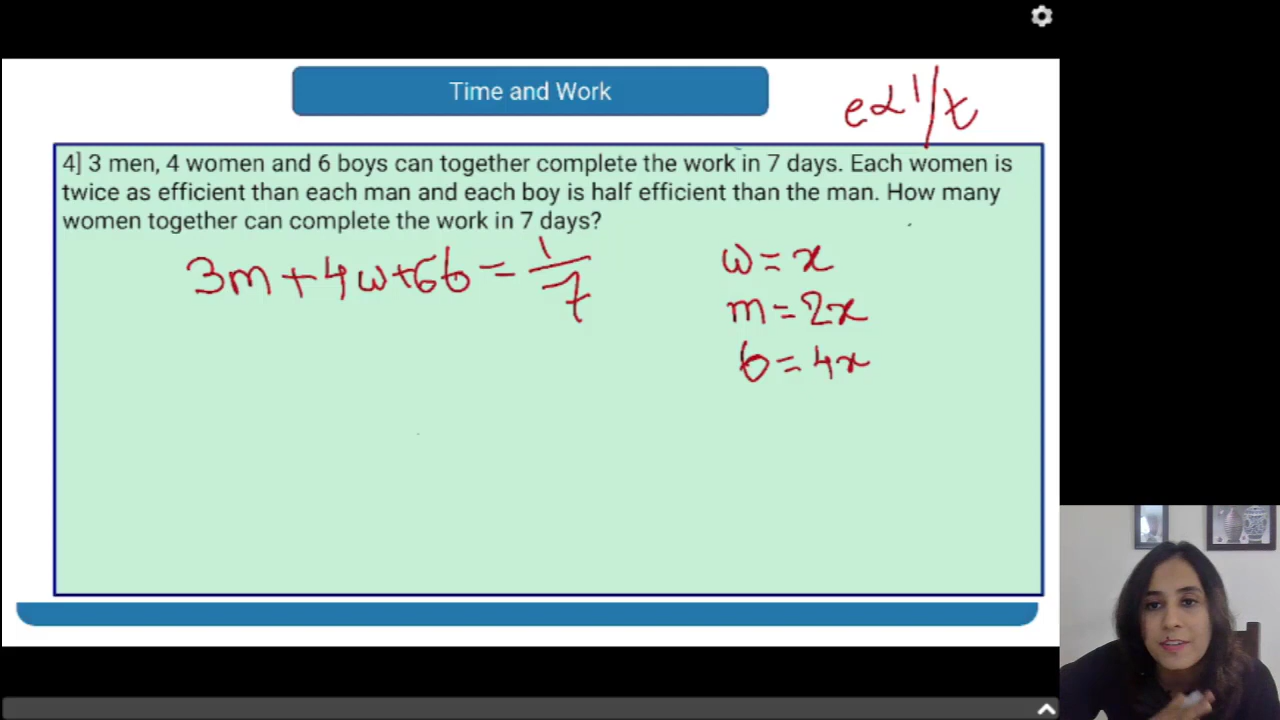 Time and Work
e α 1/t
4] 3 men, 4 women and 6 boys can together complete the work in 7 days. Each women is
twice as efficient than each man and each boy is half efficient than the man. How many
women together can complete the work in 7 days?
3m+4w+6b=1/7
w=x
m=2x
b=4x